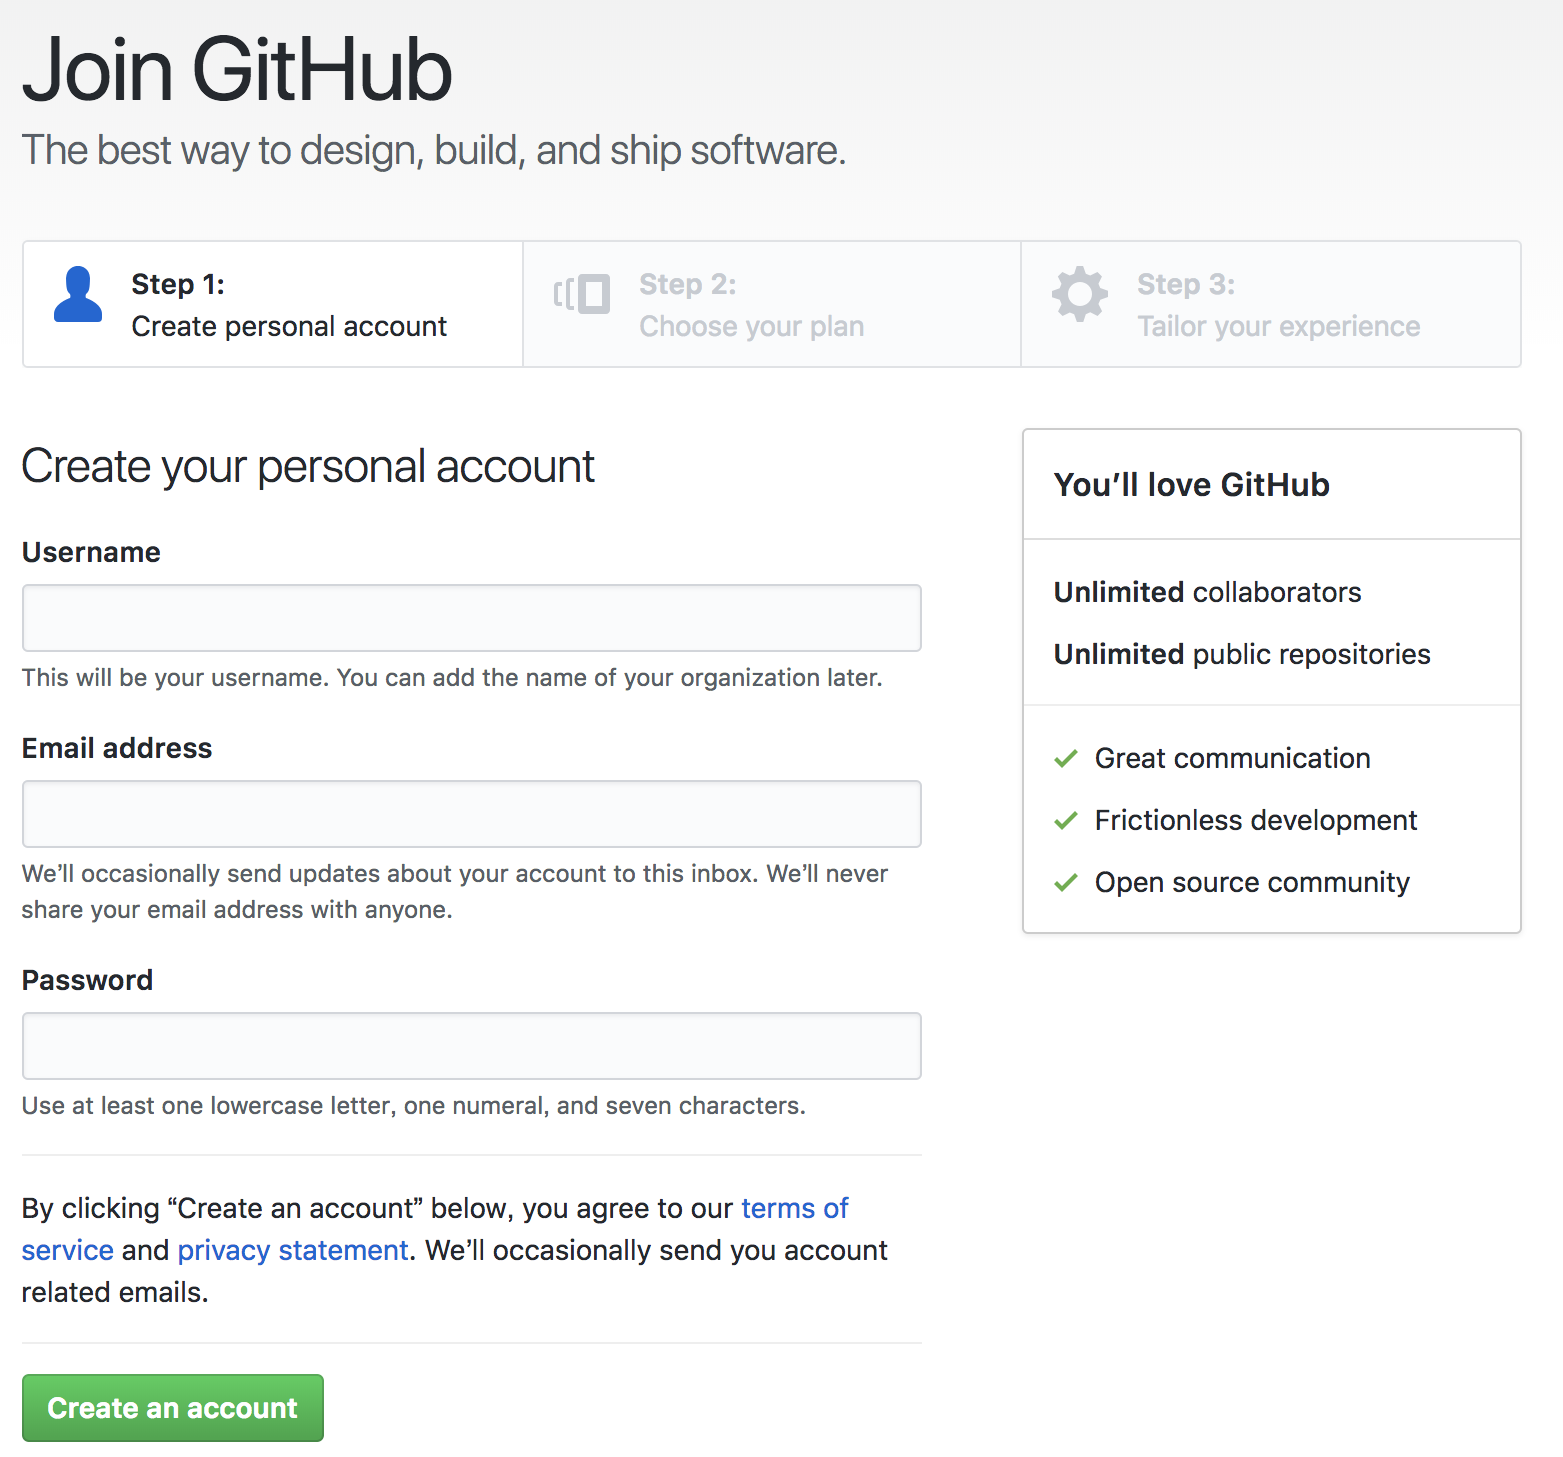 Join GitHub
The best way to design, build, and ship software.
Step 1:
Create personal account
Step 2:
Choose your plan
Step 3:
Tailor your experience
Create your personal account
Username
This will be your username. You can add the name of your organization later.
Email address
We’ll occasionally send updates about your account to this inbox. We’ll never
share your email address with anyone.
Password
Use at least one lowercase letter, one numeral, and seven characters.
By clicking “Create an account” below, you agree to our terms of
service and privacy statement. We’ll occasionally send you account
related emails.
Create an account
You’ll love GitHub
Unlimited collaborators
Unlimited public repositories
Great communication
Frictionless development
Open source community